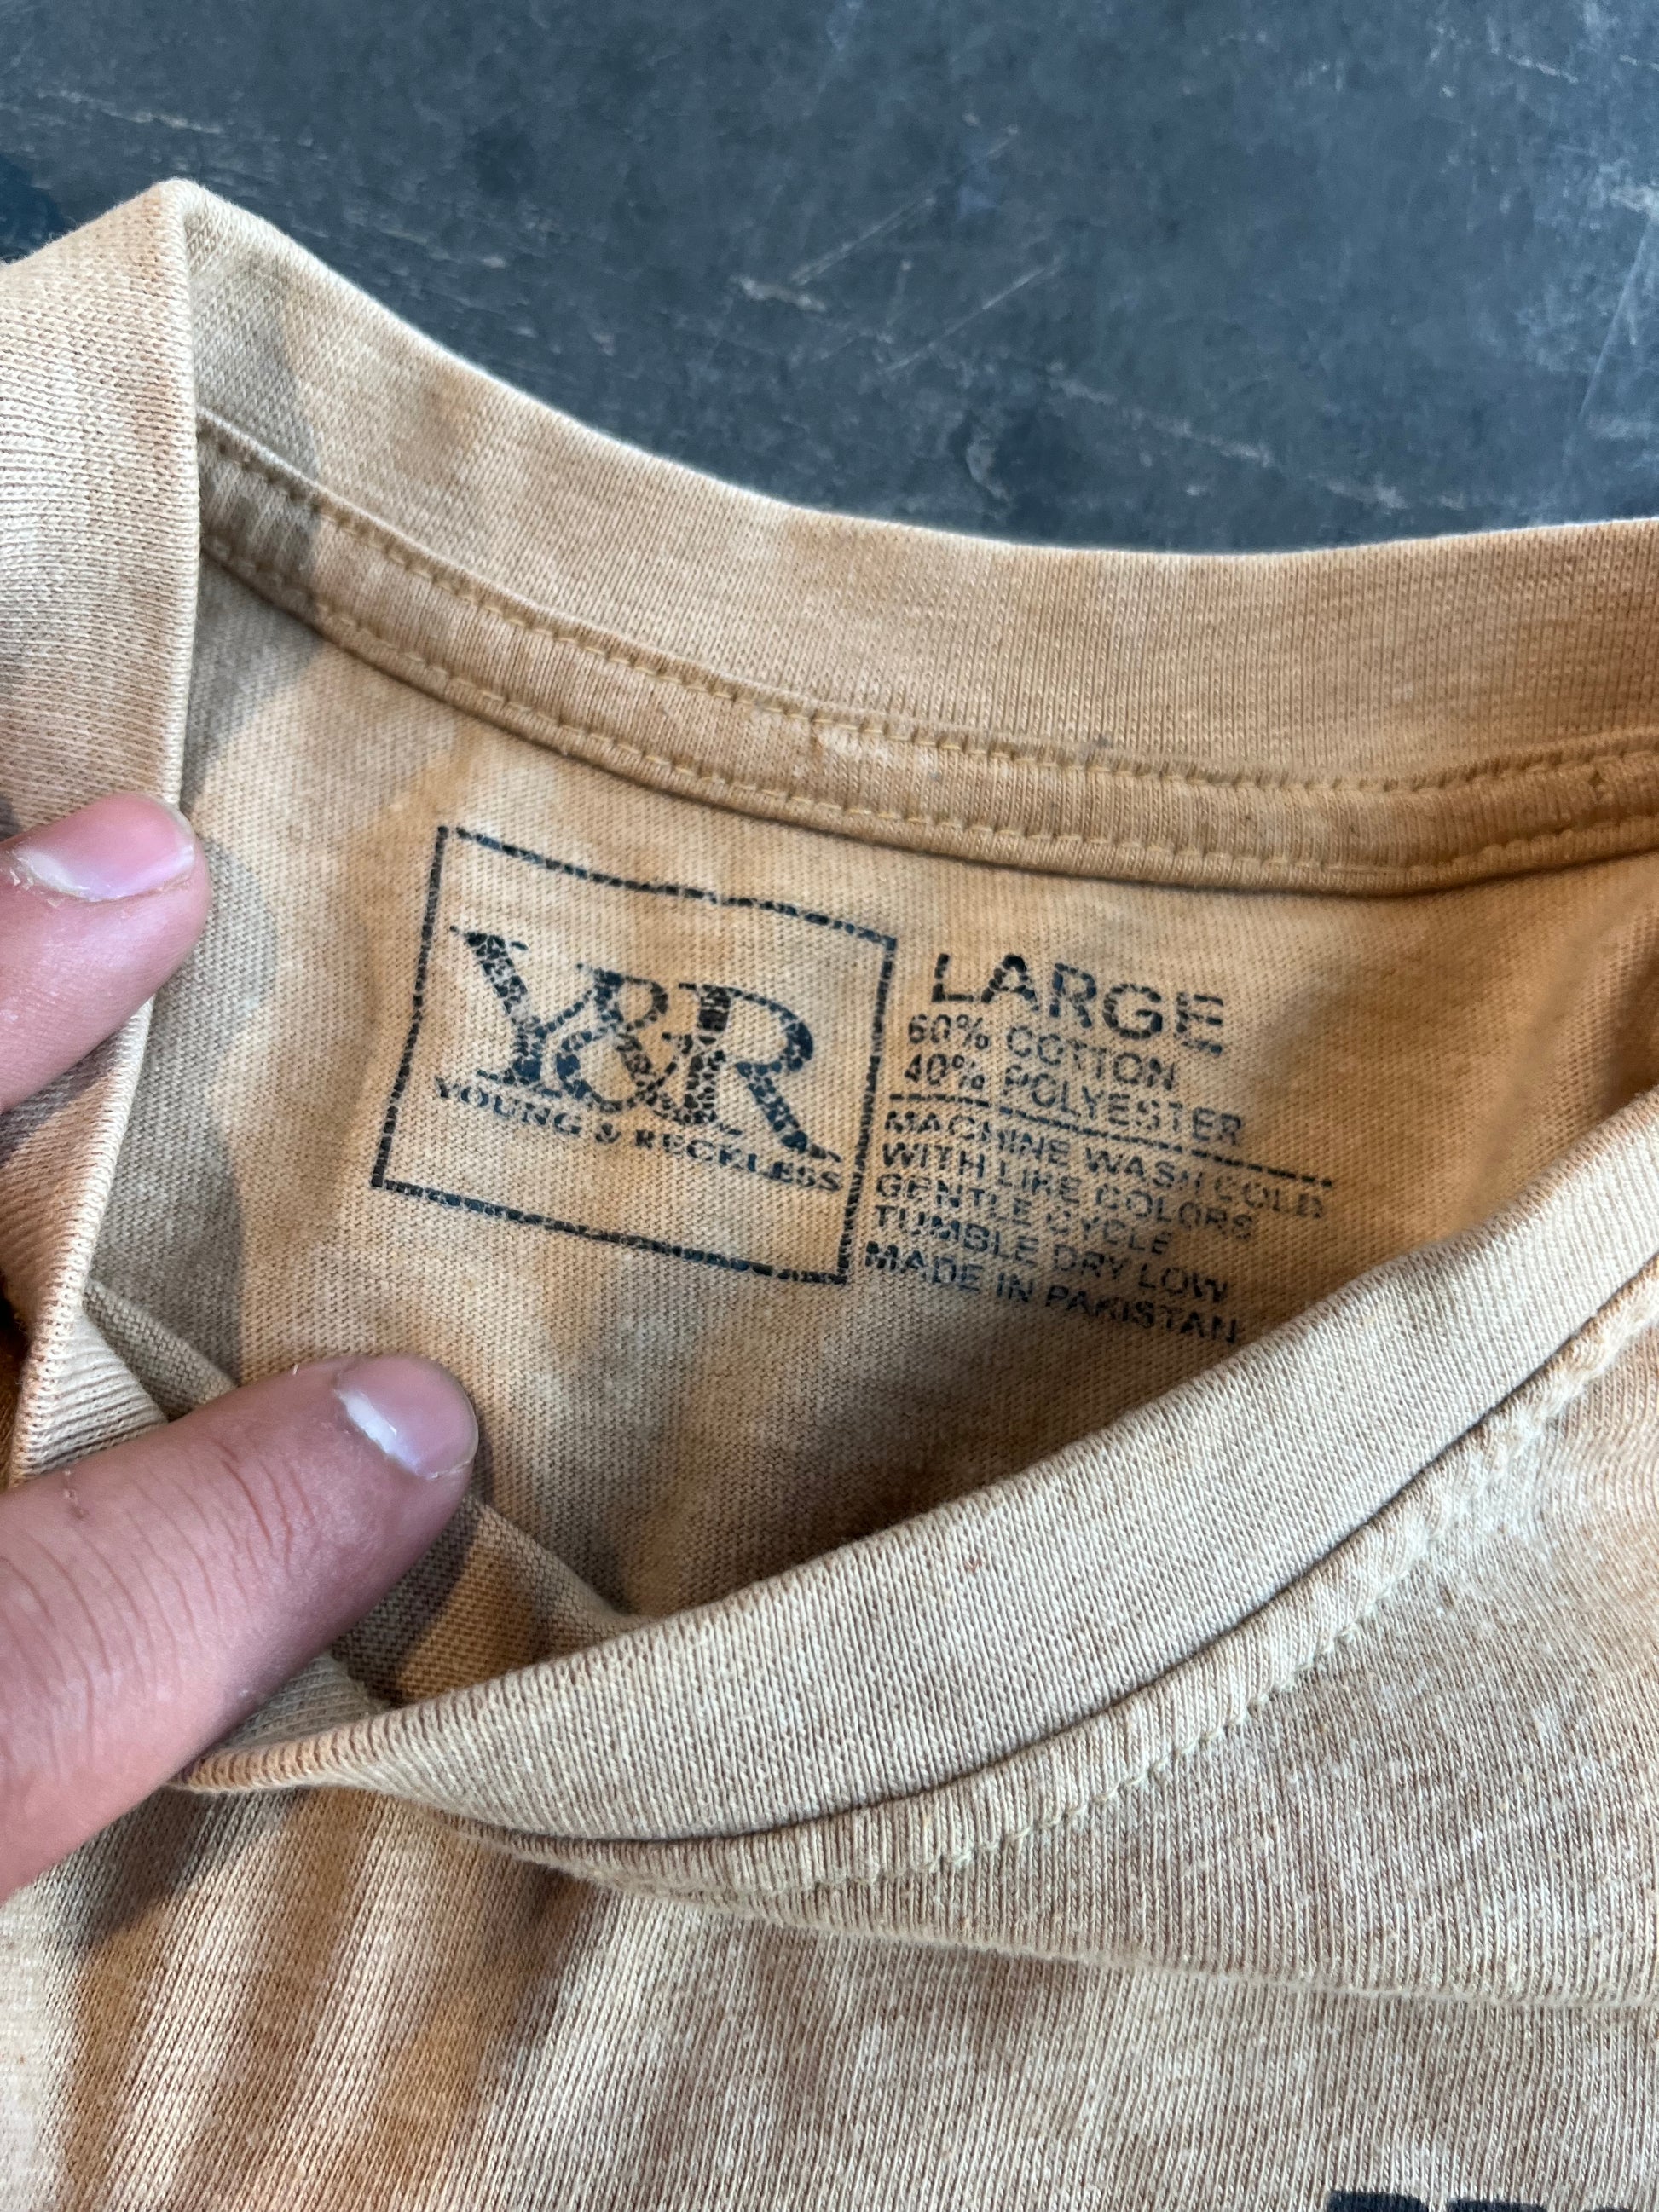 Y&R
YOUNG & RECKLESS
LARGE
60% COTTON
40% POLYESTER
MACHINE WASH COLD
WITH LIKE COLORS
GENTLE CYCLE
TUMBLE DRY LOW
MADE IN PAKISTAN